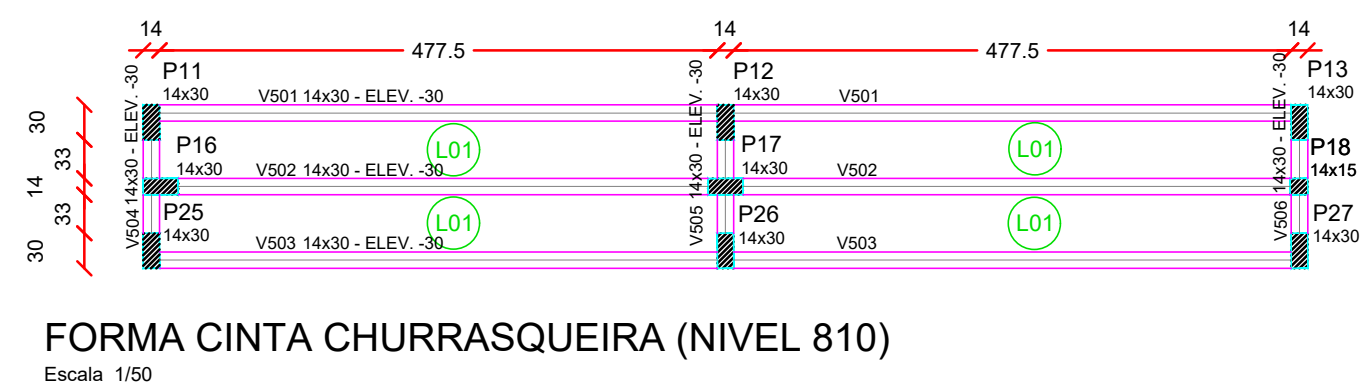 14
14
14
477.5
477.5
P11
14x30
P12
14x30
P13
14x30
V501 14x30 - ELEV. -30
V501
30
33
14
33
30
L01
L01
P16
14x30
P17
14x30
P18
14x15
V502 14x30 - ELEV. -30
V502
V504 14x30 - ELEV. -30
V505 14x30 - ELEV. -30
V506 14x30 - ELEV. -30
L01
L01
P25
14x30
P26
14x30
P27
14x30
V503 14x30 - ELEV. -30
V503
FORMA CINTA CHURRASQUEIRA (NIVEL 810)
Escala 1/50